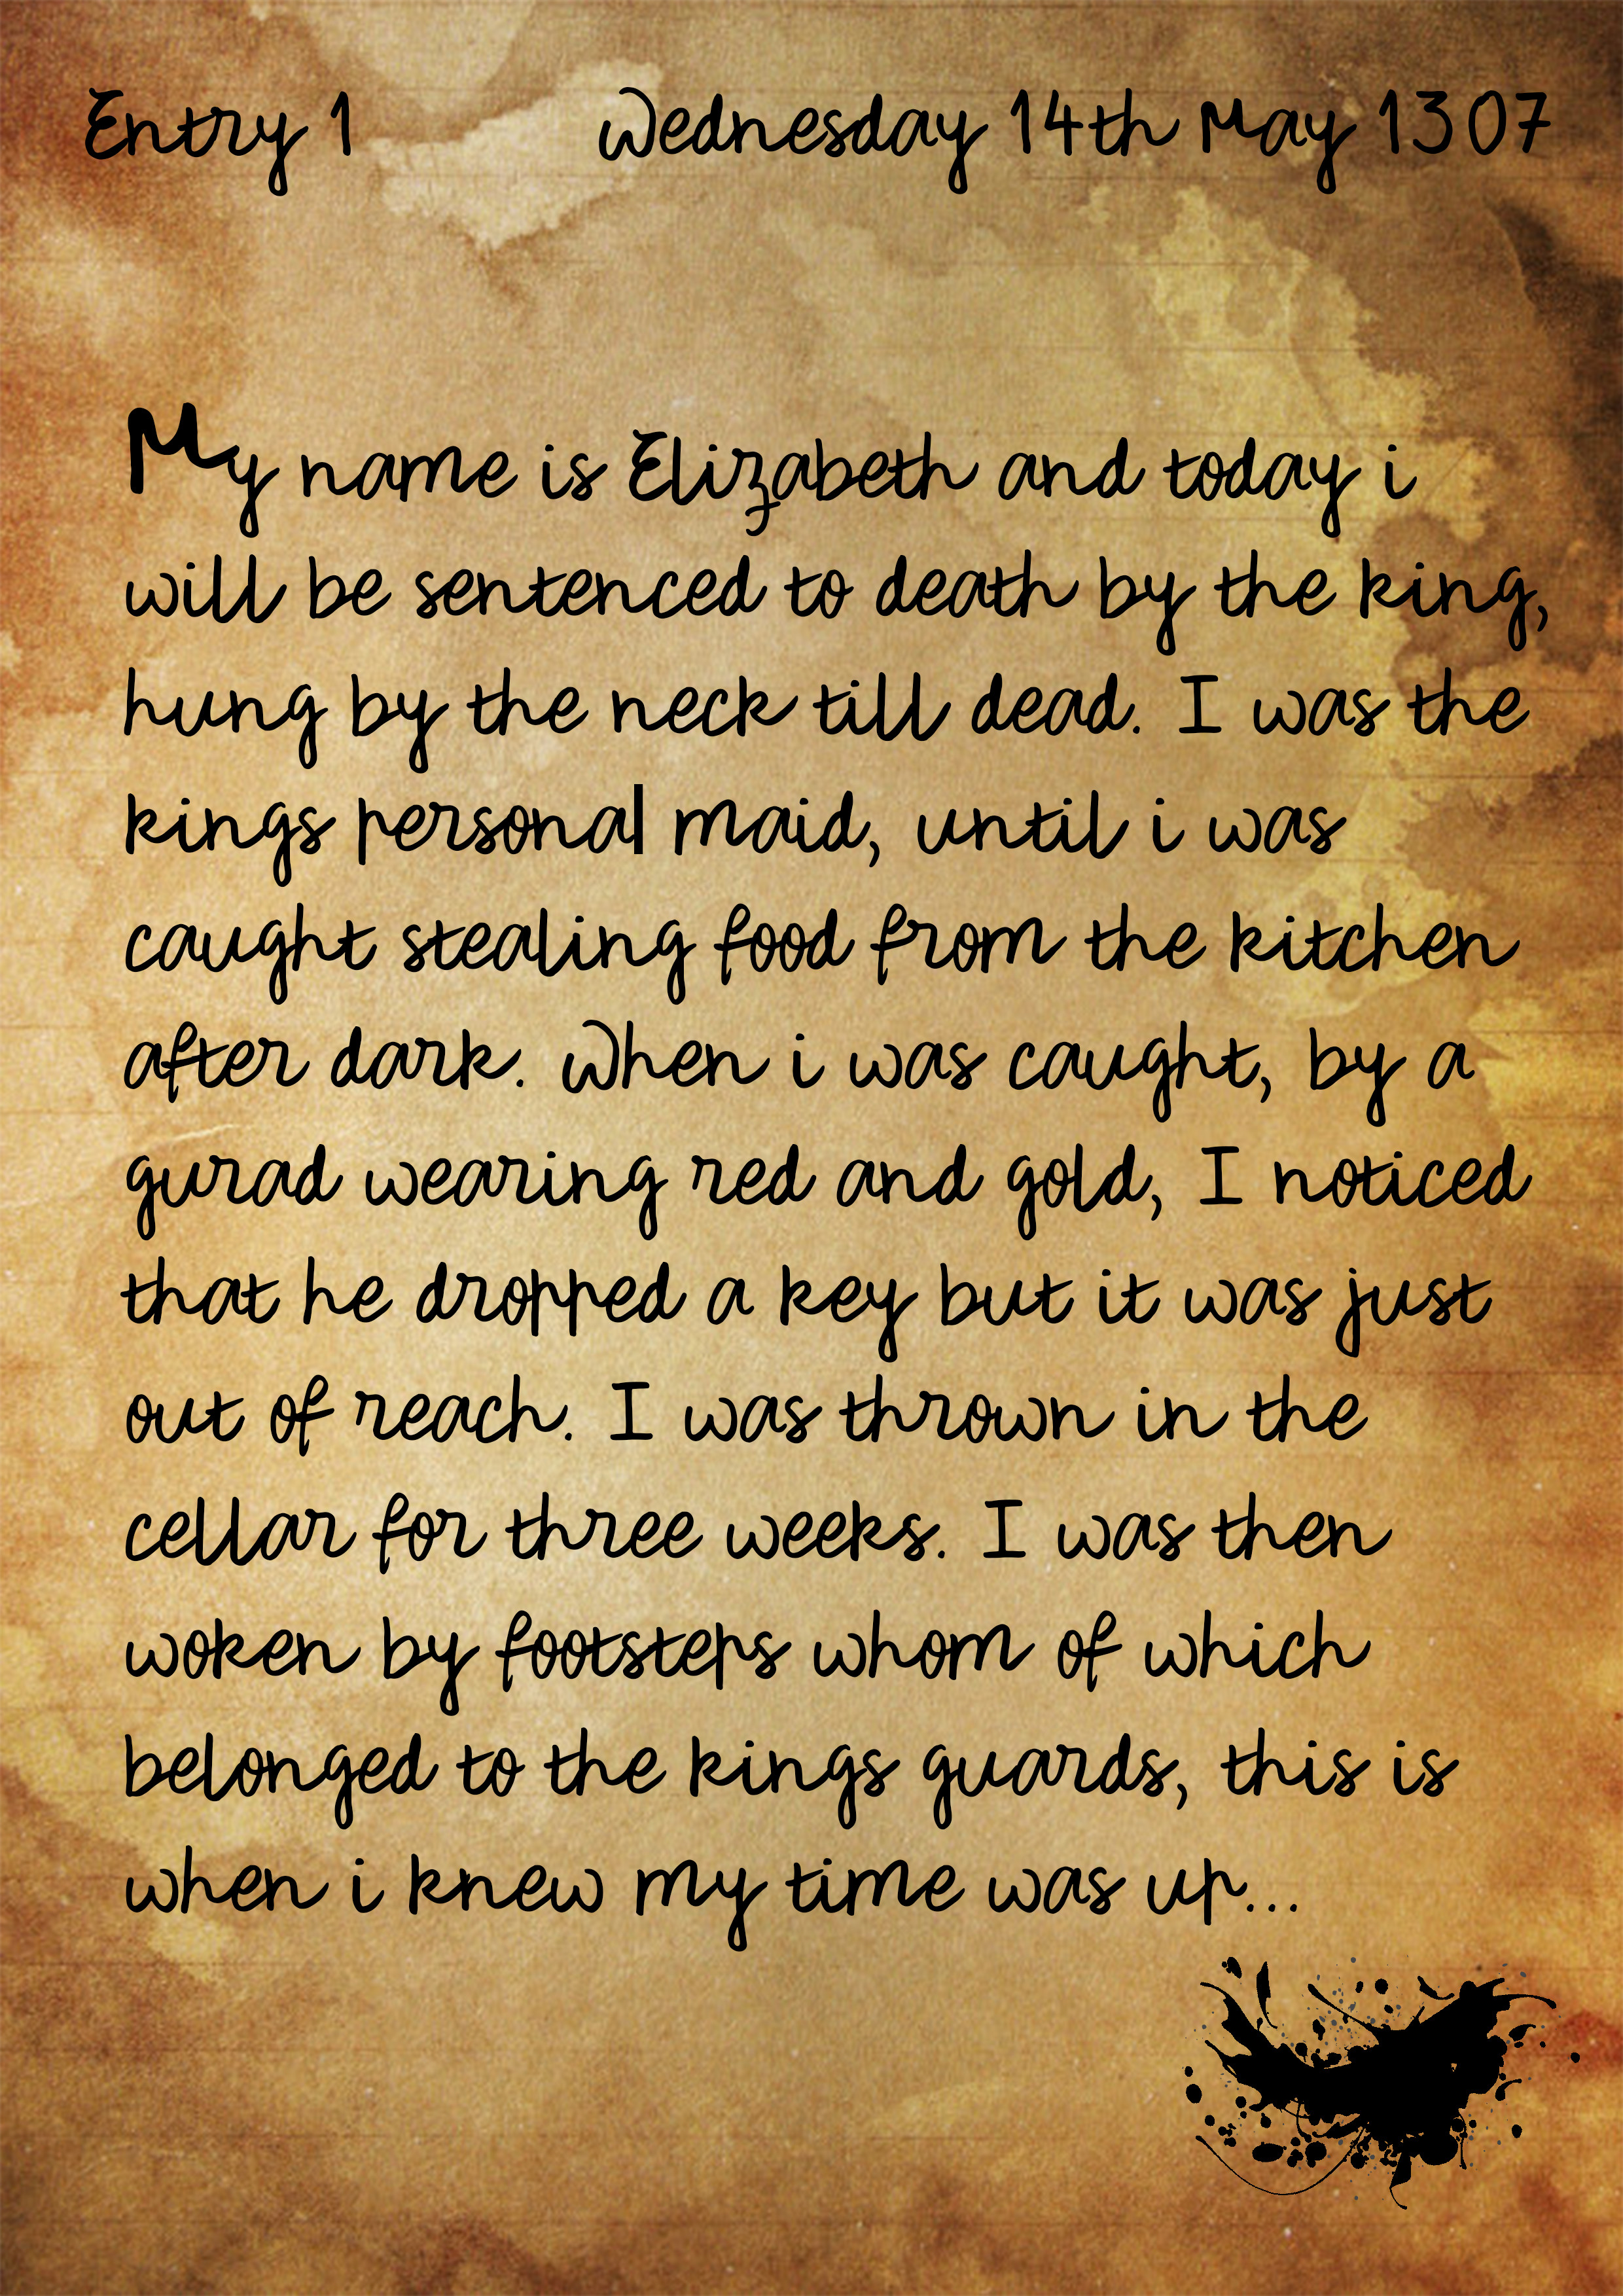 Entry 1 Wednesday 14th May 1307
My name is Elizabeth and today i
will be sentenced to death by the king,
hung by the neck till dead. I was the
kings personal maid, until i was
caught stealing food from the kitchen
after dark. When i was caught, by a
gurad wearing red and gold, I noticed
that he dropped a key but it was just
out of reach. I was thrown in the
cellar for three weeks. I was then
woken by footsteps whom of which
belonged to the kings guards, this is
when i knew my time was up...